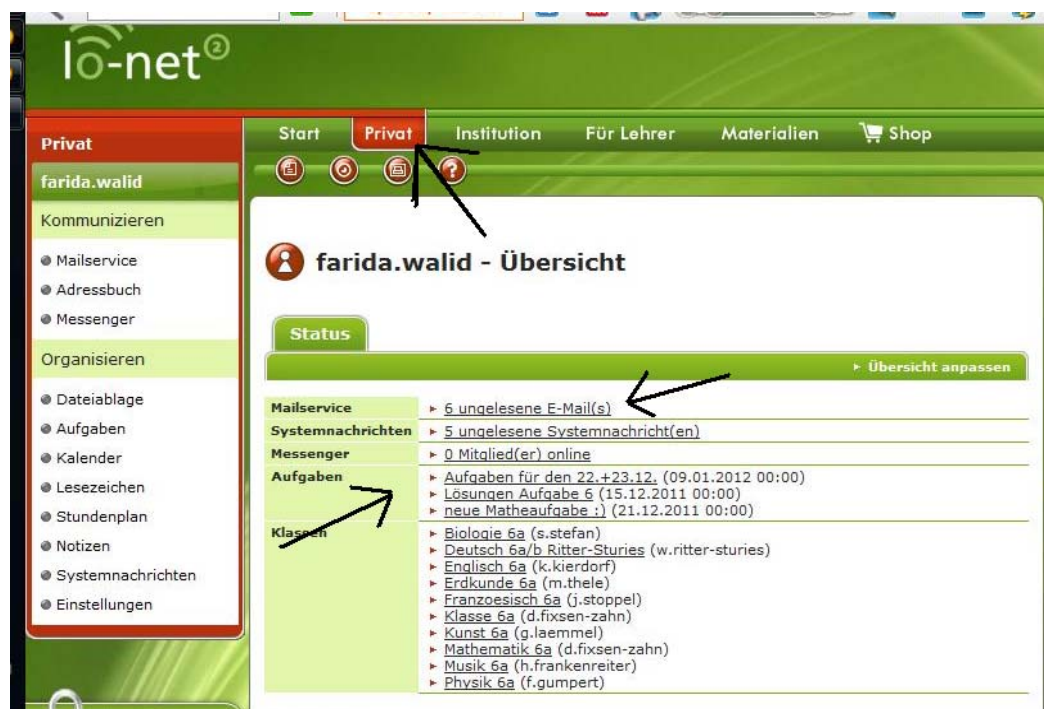 lo-net²
Start Privat Institution Für Lehrer Materialien Shop
Privat
farida.walid
Kommunizieren
Mailservice
Adressbuch
Messenger
Organisieren
Dateiablage
Aufgaben
Kalender
Lesezeichen
Stundenplan
Notizen
Systemnachrichten
Einstellungen
?
farida.walid - Übersicht
Status
Übersicht anpassen
Mailservice 6 ungelesene E-Mail(s)
Systemnachrichten 5 ungelesene Systemnachricht(en)
Messenger 0 Mitglied(er) online
Aufgaben Aufgaben für den 22.+23.12. (09.01.2012 00:00)
Lösungen Aufgabe 6 (15.12.2011 00:00)
neue Matheaufgabe :) (21.12.2011 00:00)
Klassen Biologie 6a (s.stefan)
Deutsch 6a/b Ritter-Sturies (w.ritter-sturies)
Englisch 6a (k.kierdorf)
Erdkunde 6a (m.thele)
Franzoesisch 6a (j.stoppel)
Klasse 6a (d.fixsen-zahn)
Kunst 6a (g.laemmel)
Mathematik 6a (d.fixsen-zahn)
Musik 6a (h.frankenreiter)
Physik 6a (f.gumpert)